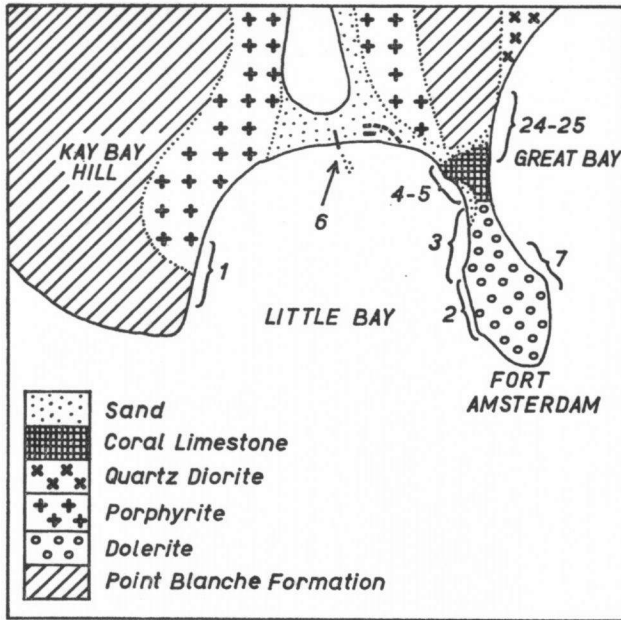 24-25
KAY BAY
HILL
GREAT BAY
4-5
6
3
7
1
2
LITTLE BAY
FORT
AMSTERDAM
Sand
Coral Limestone
Quartz Diorite
Porphyrite
Dolerite
Point Blanche Formation